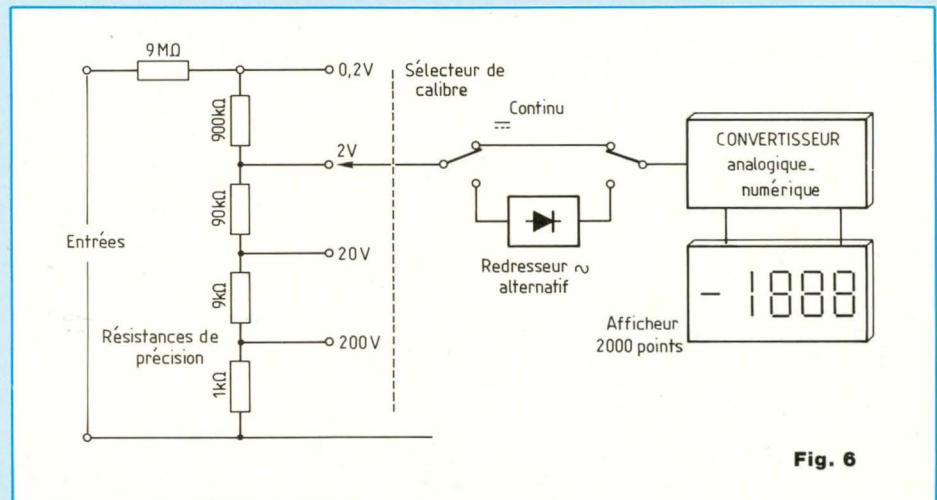 9MΩ
0,2V
Sélecteur de
calibre
Continu
900kΩ
2V
CONVERTISSEUR
analogique_
numérique
90kΩ
Entrées
20V
Redresseur ~
alternatif
- 1888
9kΩ
Résistances de
précision
200V
Afficheur
2000 points
1kΩ
Fig. 6